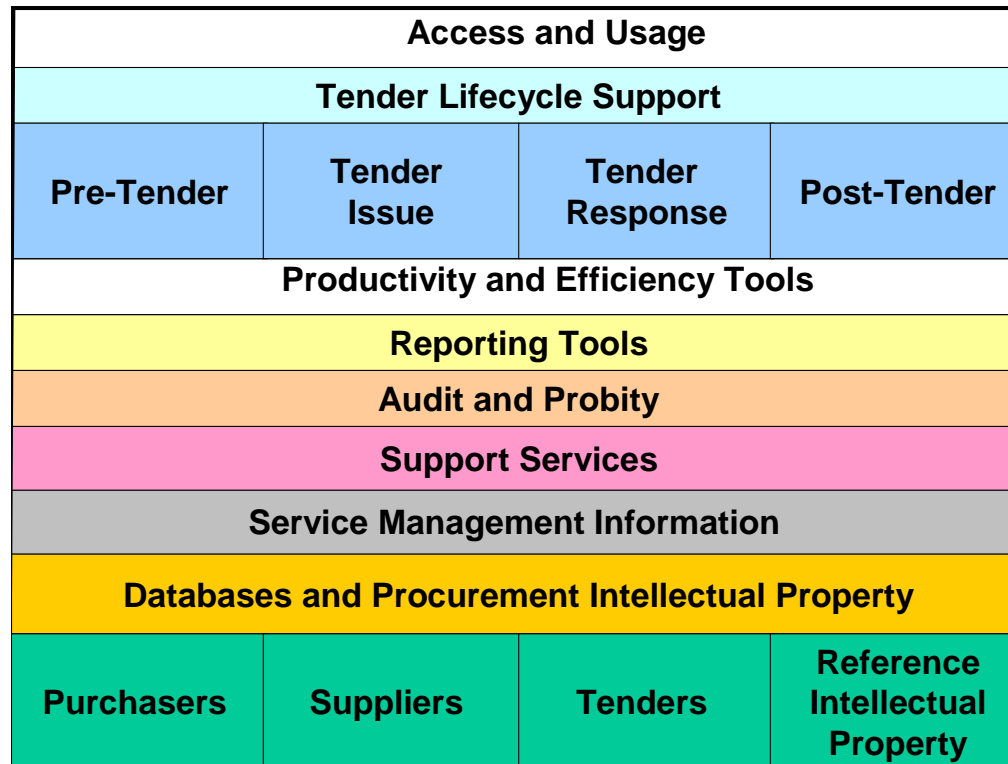 Access and Usage
Tender Lifecycle Support
Pre-Tender
Tender
Issue
Tender
Response
Post-Tender
Productivity and Efficiency Tools
Reporting Tools
Audit and Probity
Support Services
Service Management Information
Databases and Procurement Intellectual Property
Purchasers
Suppliers
Tenders
Reference
Intellectual
Property